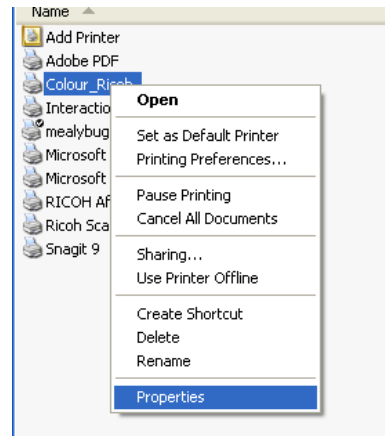 Name
Add Printer
Adobe PDF
Colour_Ricoh
Interactio
mealybug
Microsoft
Microsoft
RICOH Af
Ricoh Sca
Snagit 9
Open
Set as Default Printer
Printing Preferences...
Pause Printing
Cancel All Documents
Sharing...
Use Printer Offline
Create Shortcut
Delete
Rename
Properties